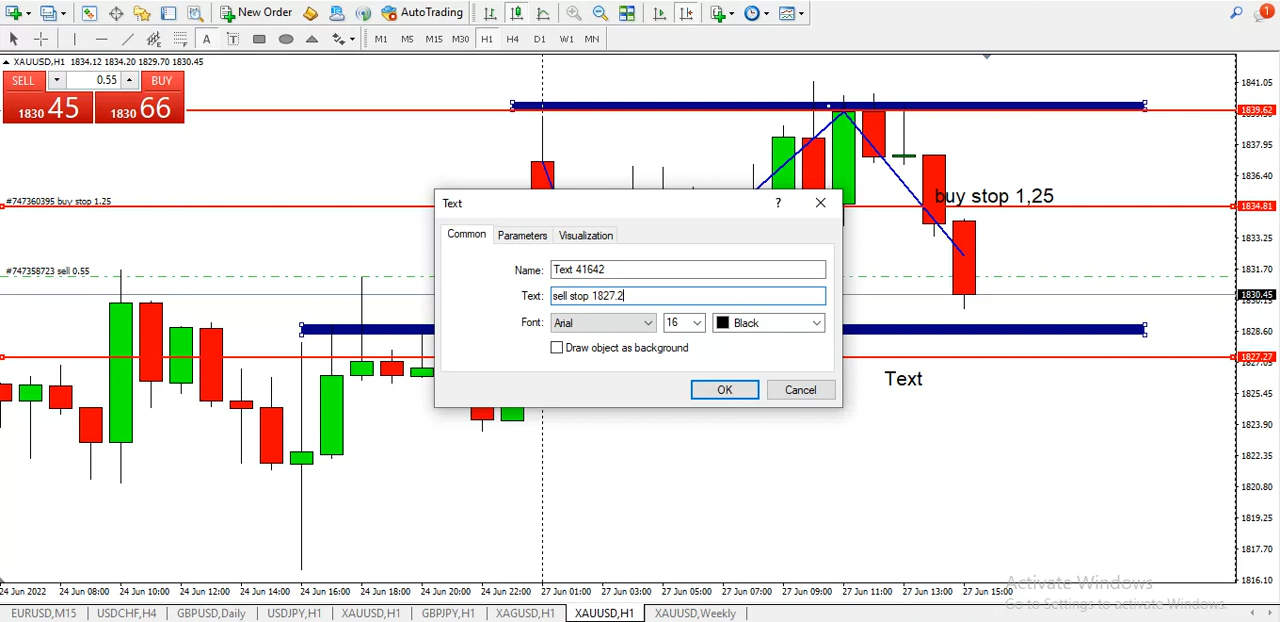 New Order AutoTrading
A T M1 M5 M15 M30 H1 H4 D1 W1 MN
XAUUSD,H1 1834.12 1834.20 1829.70 1830.45
SELL 0.55 BUY
1830 45 1830 66
#747360395 buy stop 1.25
#747358723 sell 0.55
buy stop 1,25
Text
Text
? ×
Common Parameters Visualization
Name: Text 41642
Text: sell stop 1827.2
Font: Arial 16 Black
Draw object as background
OK Cancel
1841.05
1839.62
1837.95
1836.40
1834.81
1833.25
1831.70
1830.45
1828.60
1827.27
1825.45
1823.90
1822.35
1820.80
1819.25
1817.70
1816.10
24 Jun 2022 24 Jun 08:00 24 Jun 10:00 24 Jun 12:00 24 Jun 14:00 24 Jun 16:00 24 Jun 18:00 24 Jun 20:00 24 Jun 22:00 27 Jun 01:00 27 Jun 03:00 27 Jun 05:00 27 Jun 07:00 27 Jun 09:00 27 Jun 11:00 27 Jun 13:00 27 Jun 15:00
Activate Windows
Go to Settings to activate Windows.
EURUSD,M15 USDCHF,H4 GBPUSD,Daily USDJPY,H1 XAUUSD,H1 GBPJPY,H1 XAGUSD,H1 XAUUSD,H1 XAUUSD,Weekly
1